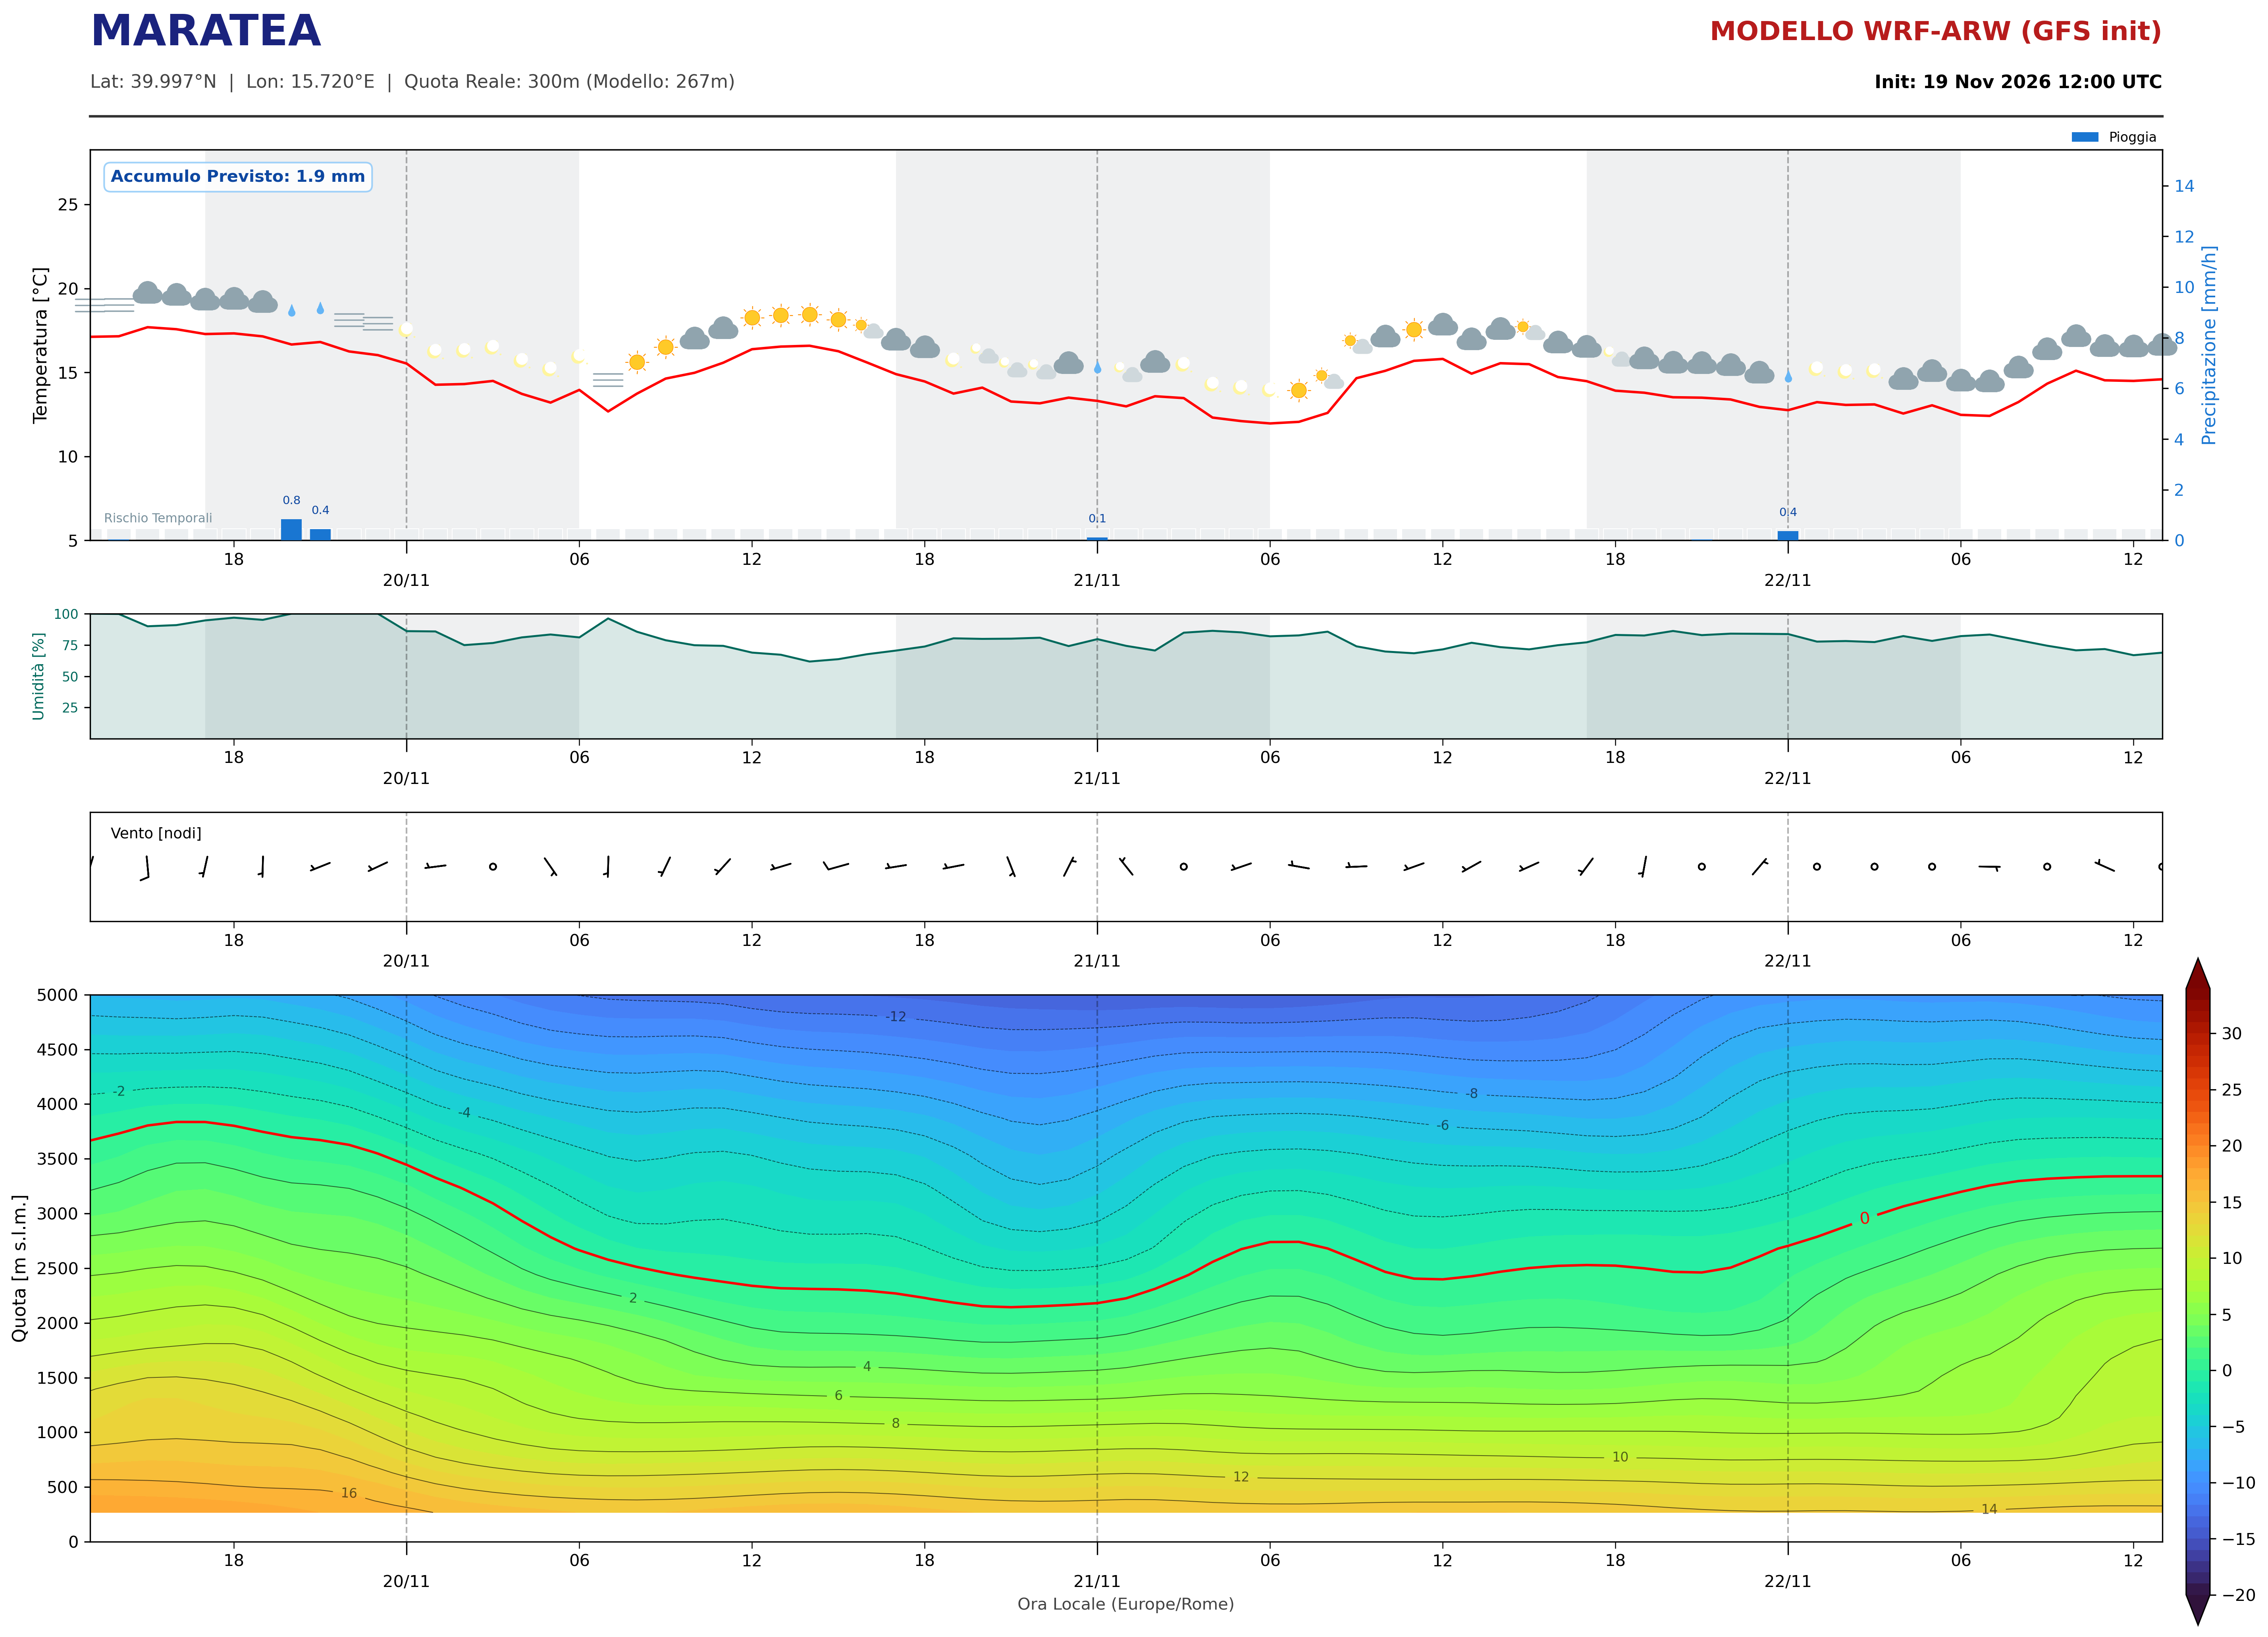 MARATEA
MODELLO WRF-ARW (GFS init)
Lat: 39.997°N | Lon: 15.720°E | Quota Reale: 300m (Modello: 267m)
Init: 19 Nov 2026 12:00 UTC
Pioggia
Accumulo Previsto: 1.9 mm
Temperatura [°C]
25
20
15
10
5
Precipitazione [mm/h]
14
12
10
8
6
4
2
0
Rischio Temporali
0.8
0.4
0.1
0.4
18 06 12 18 06 12 18 06 12
20/11 21/11 22/11
Umidità [%]
100
75
50
25
18 06 12 18 06 12 18 06 12
20/11 21/11 22/11
Vento [nodi]
18 06 12 18 06 12 18 06 12
20/11 21/11 22/11
Quota [m s.l.m.]
5000
4500
4000
3500
3000
2500
2000
1500
1000
500
0
-12
-2
-4
-8
-6
0
2
4
6
8
10
12
16
14
30
25
20
15
10
5
0
−5
−10
−15
−20
18 06 12 18 06 12 18 06 12
20/11 21/11 22/11
Ora Locale (Europe/Rome)